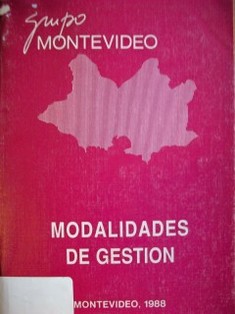 grupo
MONTEVIDEO
MODALIDADES
DE GESTION
MONTEVIDEO, 1988